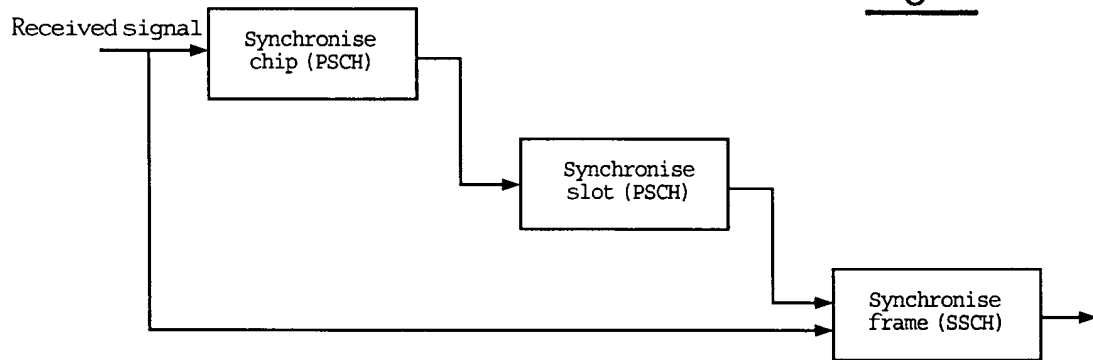 Received signal
Synchronise
chip (PSCH)
Synchronise
slot (PSCH)
Synchronise
frame (SSCH)